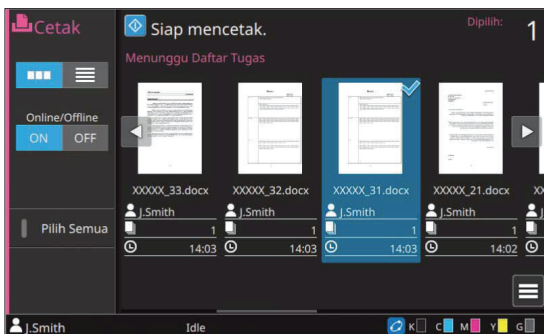 Cetak
Siap mencetak.
Dipilih:
1
Menunggu Daftar Tugas
Online/Offline
ON OFF
Pilih Semua
XXXXX_33.docx XXXXX_32.docx XXXXX_31.docx XXXXX_21.docx XX
J.Smith J.Smith J.Smith J.Smith J
1 1 1 1
14:03 14:03 14:03 14:02
J.Smith Idle K C M Y G